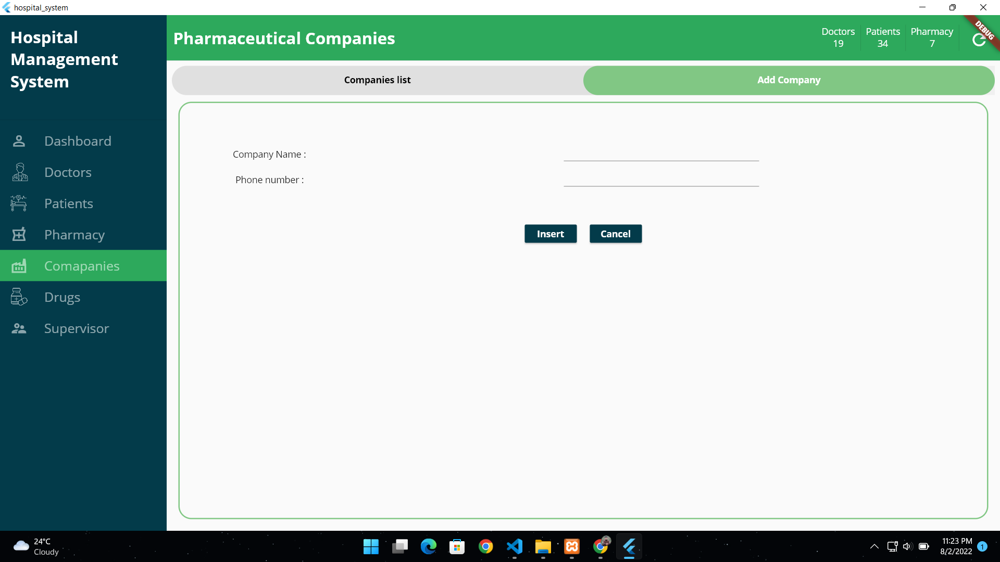 hospital_system
Hospital
Management
System
Pharmaceutical Companies
Doctors
19
Patients
34
Pharmacy
7
DEBUG
Companies list
Add Company
Dashboard
Doctors
Patients
Pharmacy
Comapanies
Drugs
Supervisor
Company Name :
Phone number :
Insert
Cancel
24°C
Cloudy
11:23 PM
8/2/2022
1